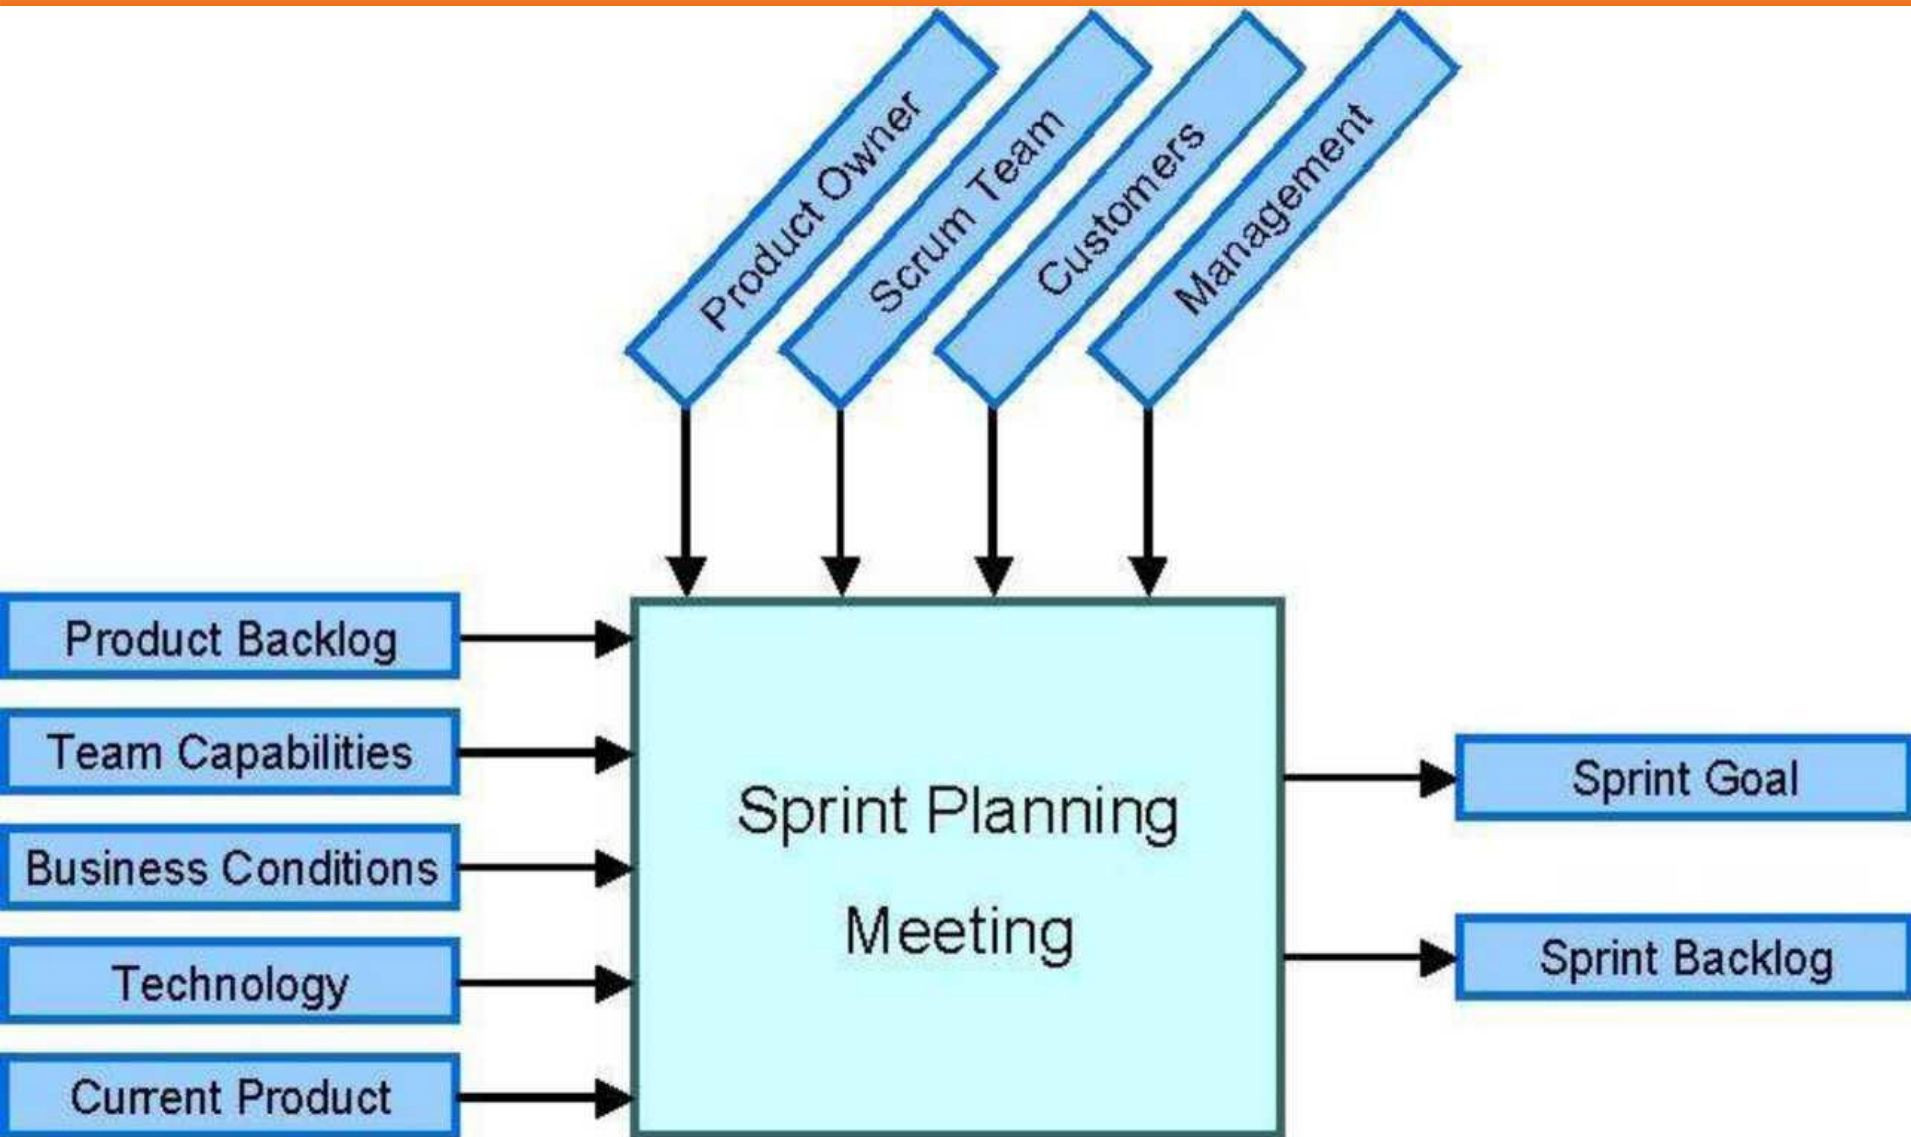 Product Owner
Scrum Team
Customers
Management
Product Backlog
Team Capabilities
Business Conditions
Technology
Current Product
Sprint Planning
Meeting
Sprint Goal
Sprint Backlog